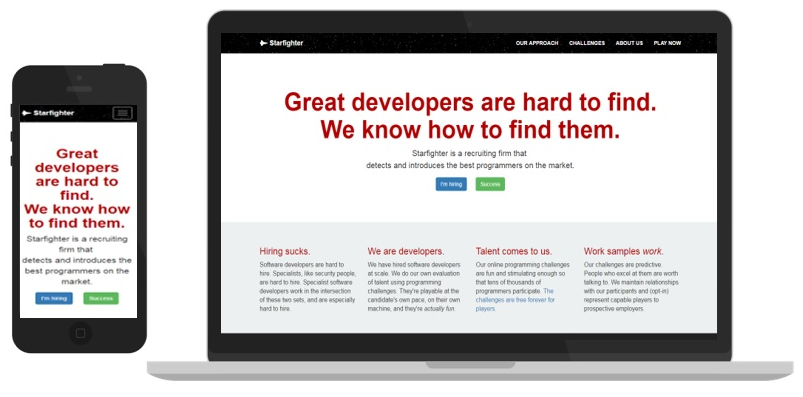 Starfighter
Great
developers
are hard to
find.
We know how
to find them.
Starfighter is a recruiting
firm that
detects and introduces the
best programmers on the
market.
I'm hiring Success
Starfighter OUR APPROACH CHALLENGES ABOUT US PLAY NOW
Great developers are hard to find.
We know how to find them.
Starfighter is a recruiting firm that
detects and introduces the best programmers on the market.
I'm hiring Success
Hiring sucks.
Software developers are hard to
hire. Specialists, like security people,
are hard to hire. Specialist software
developers work in the intersection
of these two sets, and are especially
hard to hire.
We are developers.
We have hired software developers
at scale. We do our own evaluation
of talent using programming
challenges. They're playable at the
candidate's own pace, on their own
machine, and they're actually fun.
Talent comes to us.
Our online programming challenges
are fun and stimulating enough so
that tens of thousands of
programmers participate. The
challenges are free forever for
players.
Work samples work.
Our challenges are predictive.
People who excel at them are worth
talking to. We maintain relationships
with our participants and (opt-in)
represent capable players to
prospective employers.